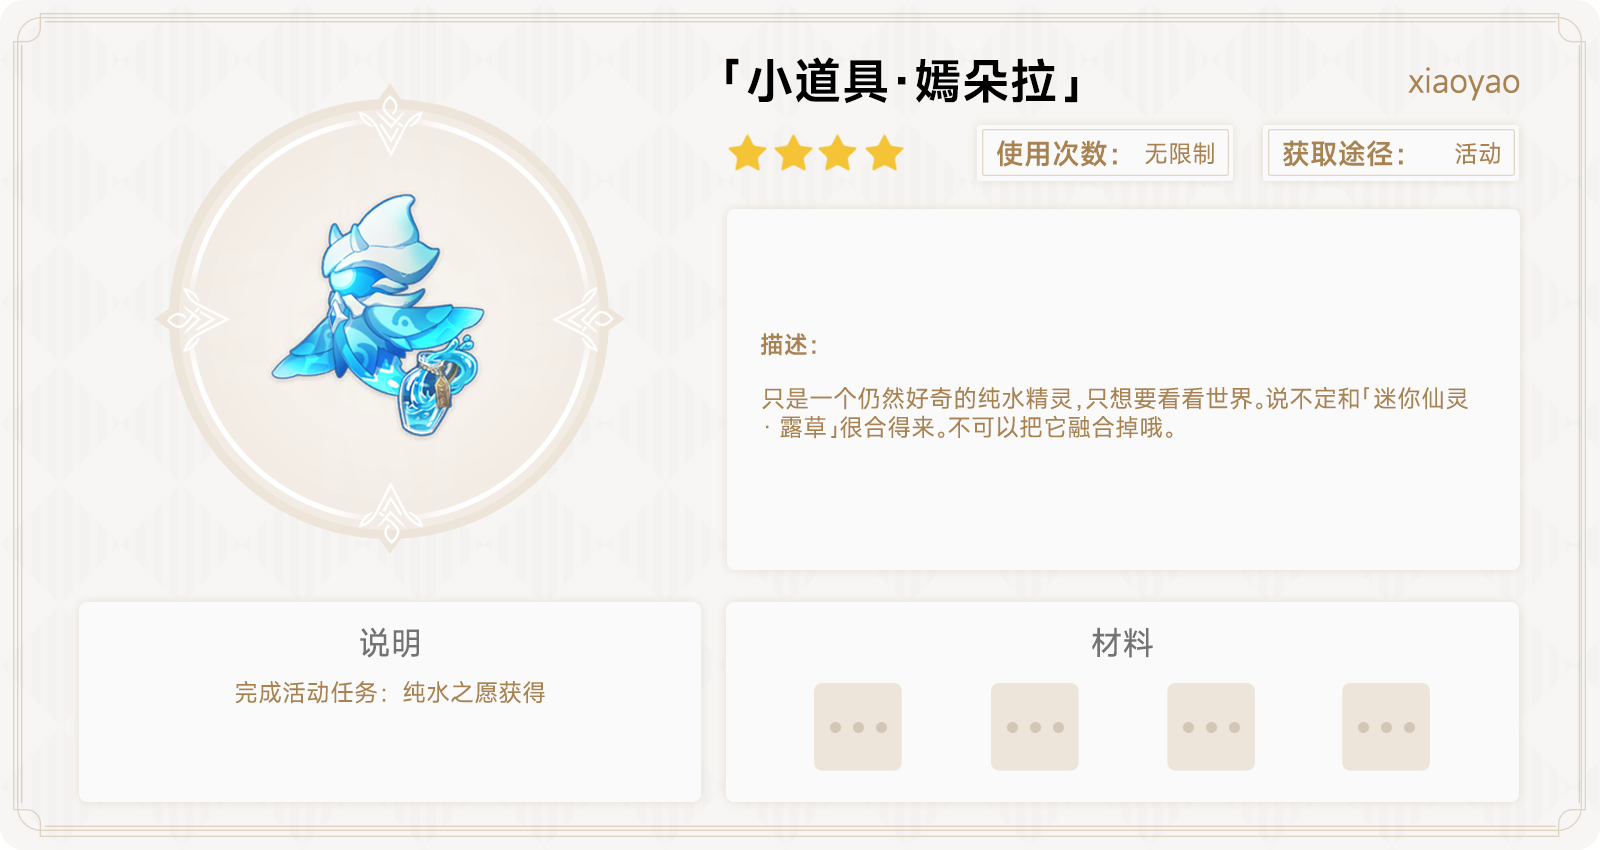 「小道具·嫣朵拉」
xiaoyao
使用次数： 无限制
获取途径： 活动
描述：
只是一个仍然好奇的纯水精灵，只想要看看世界。说不定和「迷你仙灵
· 露草」很合得来。不可以把它融合掉哦。
说明
完成活动任务：纯水之愿获得
材料